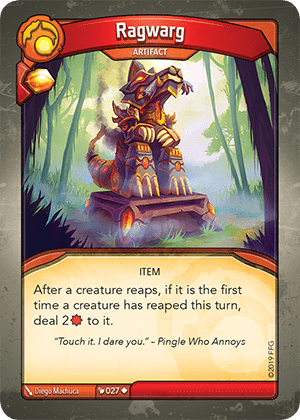 Ragwarg
ARTIFACT
ITEM
After a creature reaps, if it is the first
time a creature has reaped this turn,
deal 2 to it.
"Touch it. I dare you." - Pingle Who Annoys
Diego Machuca
027
©2019 FFG